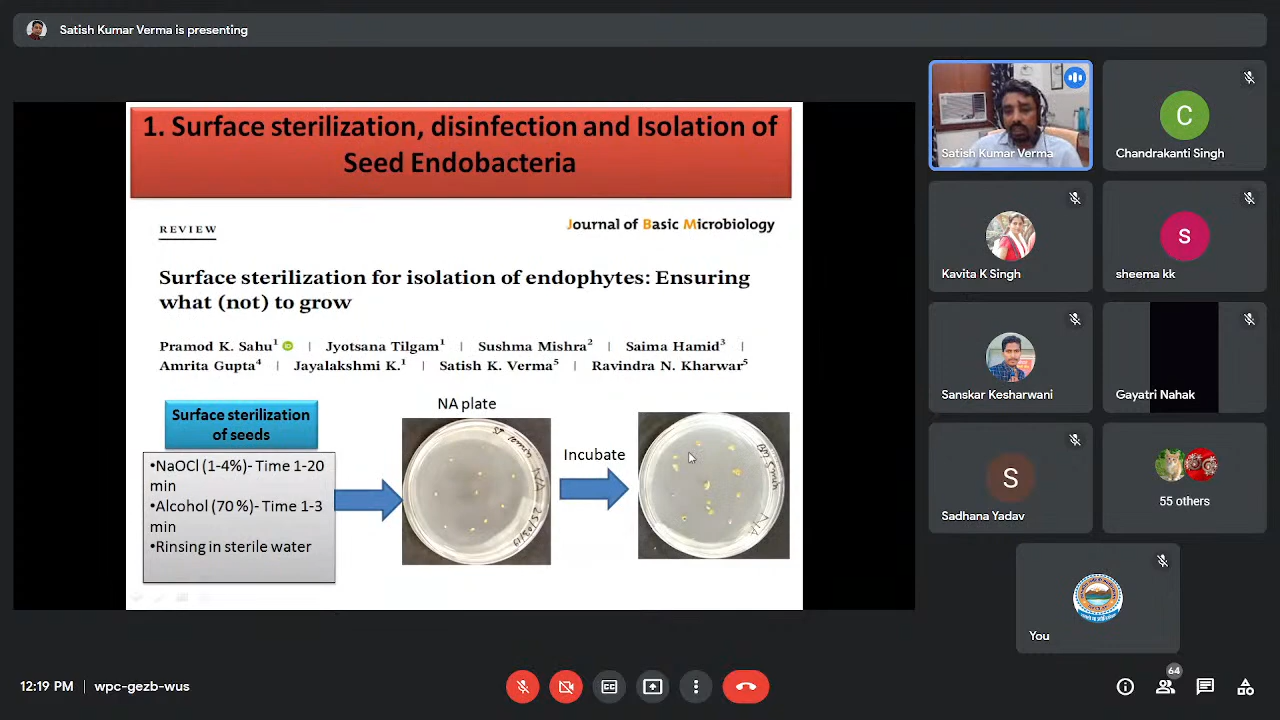 Satish Kumar Verma is presenting
1. Surface sterilization, disinfection and Isolation of
Seed Endobacteria
REVIEW
Journal of Basic Microbiology
Surface sterilization for isolation of endophytes: Ensuring
what (not) to grow
Pramod K. Sahu1 iD | Jyotsana Tilgam1 | Sushma Mishra2 | Saima Hamid3 |
Amrita Gupta4 | Jayalakshmi K.1 | Satish K. Verma5 | Ravindra N. Kharwar5
Surface sterilization
of seeds
•NaOCl (1-4%)- Time 1-20
min
•Alcohol (70 %)- Time 1-3
min
•Rinsing in sterile water
NA plate
NA
Incubate
NA
Satish Kumar Verma
C
Chandrakanti Singh
Kavita K Singh
S
sheema kk
Sanskar Kesharwani
Gayatri Nahak
S
Sadhana Yadav
55 others
You
12:19 PM | wpc-gezb-wus
64